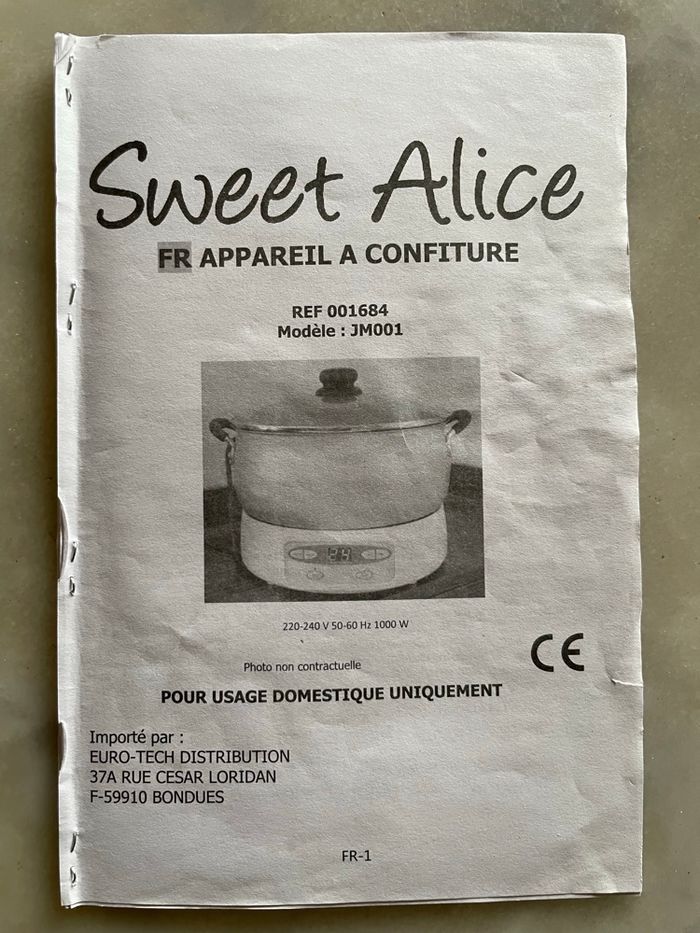 Sweet Alice
FR APPAREIL A CONFITURE
REF 001684
Modèle : JM001
24
220-240 V 50-60 Hz 1000 W
Photo non contractuelle
CE
POUR USAGE DOMESTIQUE UNIQUEMENT
Importé par :
EURO-TECH DISTRIBUTION
37A RUE CESAR LORIDAN
F-59910 BONDUES
FR-1